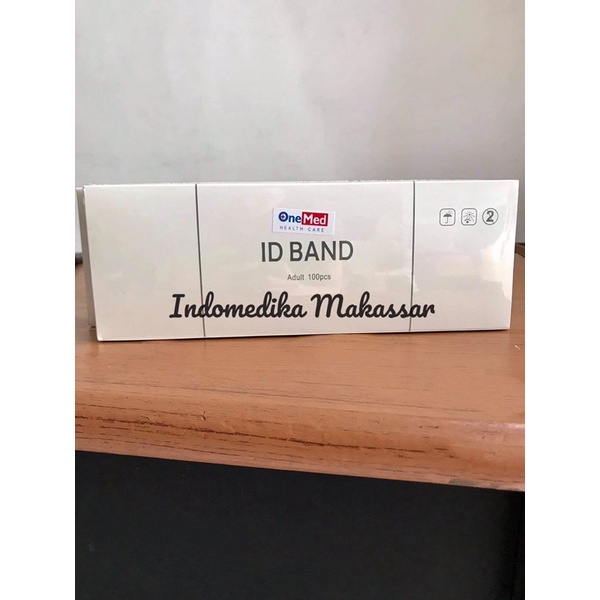 OneMed
HEALTH CARE
ID BAND
Adult 100pcs
Indomedika Makassar
2